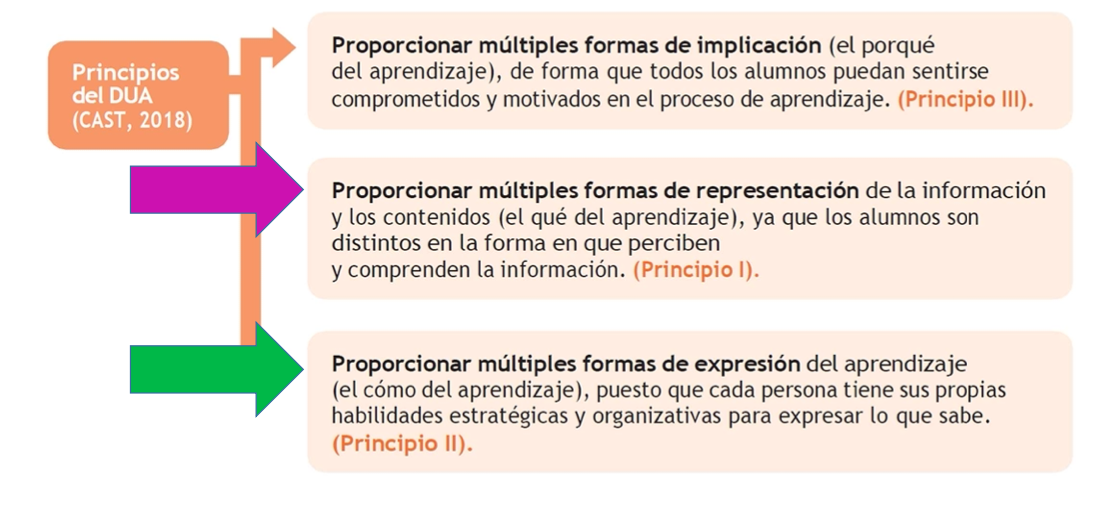 Principios
del DUA
(CAST, 2018)
Proporcionar múltiples formas de implicación (el porqué
del aprendizaje), de forma que todos los alumnos puedan sentirse
comprometidos y motivados en el proceso de aprendizaje. (Principio III).
Proporcionar múltiples formas de representación de la información
y los contenidos (el qué del aprendizaje), ya que los alumnos son
distintos en la forma en que perciben
y comprenden la información. (Principio I).
Proporcionar múltiples formas de expresión del aprendizaje
(el cómo del aprendizaje), puesto que cada persona tiene sus propias
habilidades estratégicas y organizativas para expresar lo que sabe.
(Principio II).